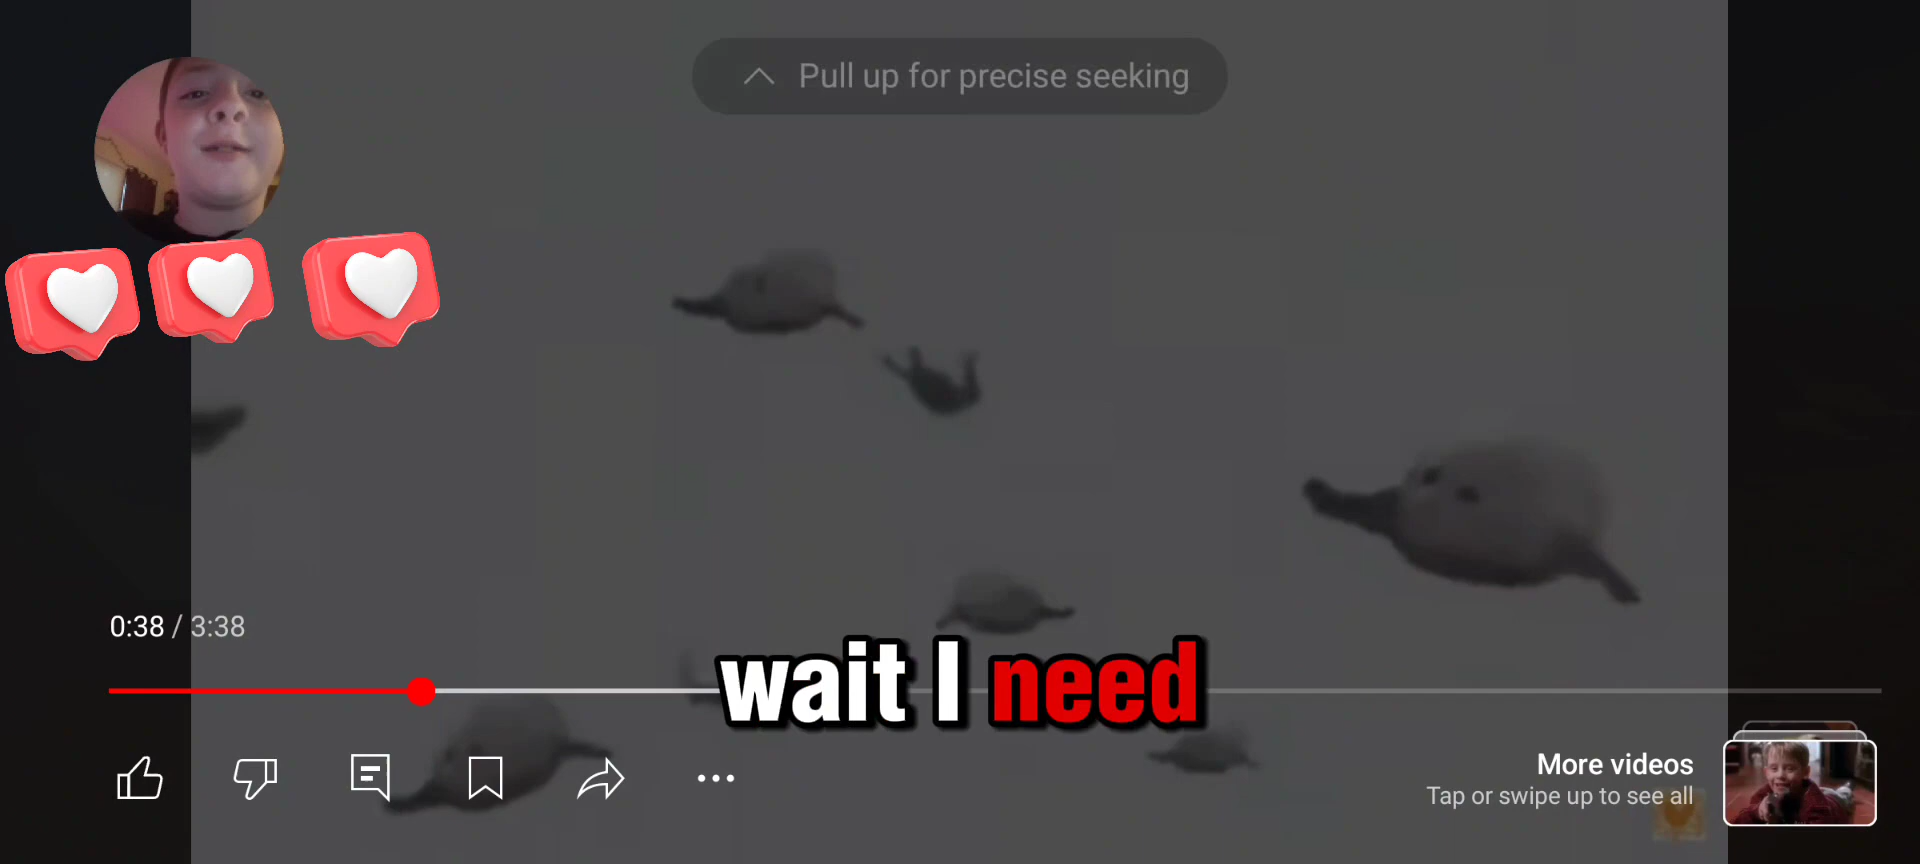 Pull up for precise seeking
0:38 / 3:38
wait I need
More videos
Tap or swipe up to see all